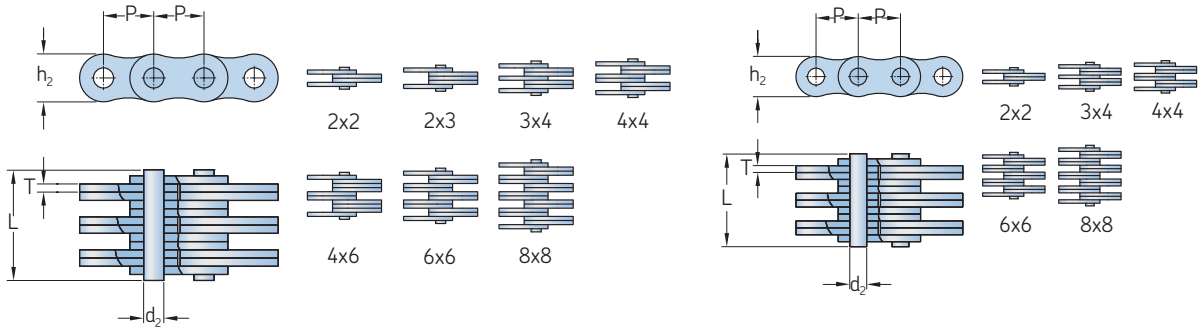 P P
h₂
2x2 2x3 3x4 4x4
T
L
4x6 6x6 8x8
d₂
P P
h₂
2x2 3x4 4x4
T
L
6x6 8x8
d₂